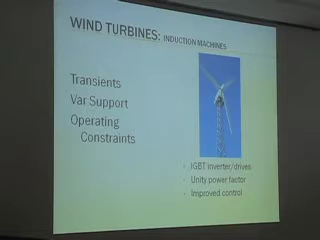 WIND TURBINES: INDUCTION MACHINES
Transients
Var Support
Operating
Constraints
- IGBT inverter/drives
- Unity power factor
- Improved control